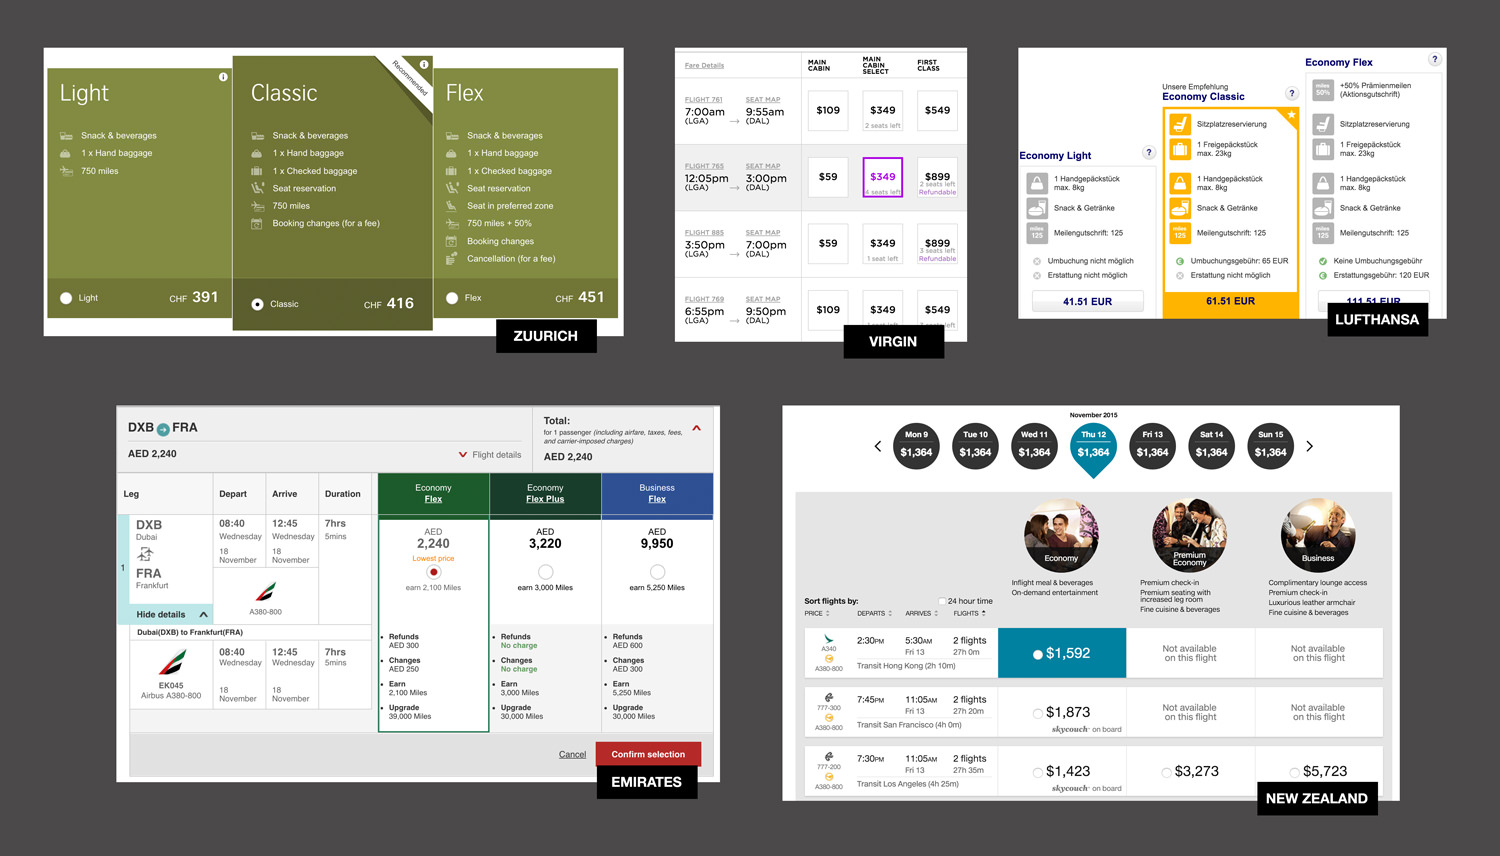 Light
Snack & beverages
1 x Hand baggage
750 miles
Light
CHF 391
Recommended
Classic
Snack & beverages
1 x Hand baggage
1 x Checked baggage
Seat reservation
750 miles
Booking changes (for a fee)
Classic
CHF 416
Flex
Snack & beverages
1 x Hand baggage
1 x Checked baggage
Seat reservation
Seat in preferred zone
750 miles + 50%
Booking changes
Cancellation (for a fee)
Flex
CHF 451
ZUURICH
Fare Details
MAIN CABIN
MAIN CABIN SELECT
FIRST CLASS
FLIGHT 761 SEAT MAP
7:00am → 9:55am
(LGA) (DAL)
$109 $349 $549
2 seats left
FLIGHT 765 SEAT MAP
12:05pm → 3:00pm
(LGA) (DAL)
$59 $349 $899
4 seats left 2 seats left
Refundable
FLIGHT 885 SEAT MAP
3:50pm → 7:00pm
(LGA) (DAL)
$59 $349 $899
1 seat left 3 seats left
Refundable
FLIGHT 769 SEAT MAP
6:55pm → 9:50pm
(LGA) (DAL)
$109 $349 $549
VIRGIN
Economy Light
?
1 Handgepäckstück
max. 8kg
Snack & Getränke
miles 125
Meilengutschrift: 125
Umbuchung nicht möglich
Erstattung nicht möglich
41.51 EUR
Unsere Empfehlung
Economy Classic
?
Sitzplatzreservierung
1 Freigepäckstück
max. 23kg
1 Handgepäckstück
max. 8kg
Snack & Getränke
miles 125
Meilengutschrift: 125
Umbuchungsgebühr: 65 EUR
Erstattung nicht möglich
61.51 EUR
Economy Flex
?
miles 50%
+50% Prämienmeilen
(Aktionsgutschrift)
Sitzplatzreservierung
1 Freigepäckstück
max. 23kg
1 Handgepäckstück
max. 8kg
Snack & Getränke
miles 125
Meilengutschrift: 125
Keine Umbuchungsgebühr
Erstattungsgebühr: 120 EUR
111.51 EUR
LUFTHANSA
DXB FRA
AED 2,240
Flight details
Total:
for 1 passenger (including airfare, taxes, fees,
and carrier-imposed charges)
AED 2,240
Leg Depart Arrive Duration
Economy
Flex
Economy
Flex Plus
Business
Flex
1
DXB
Dubai
FRA
Frankfurt
08:40
Wednesday
18
November
12:45
Wednesday
18
November
7hrs
5mins
A380-800
Hide details
AED
2,240
Lowest price
earn 2,100 Miles
AED
3,220
earn 3,000 Miles
AED
9,950
earn 5,250 Miles
Dubai(DXB) to Frankfurt(FRA)
EK045
Airbus A380-800
08:40
Wednesday
18
November
12:45
Wednesday
18
November
7hrs
5mins
Refunds
AED 300
Changes
AED 250
Earn
2,100 Miles
Upgrade
39,000 Miles
Refunds
No charge
Changes
No charge
Earn
3,000 Miles
Upgrade
30,000 Miles
Refunds
AED 600
Changes
AED 300
Earn
5,250 Miles
Upgrade
30,000 Miles
Cancel
Confirm selection
EMIRATES
November 2015
Mon 9 Tue 10 Wed 11 Thu 12 Fri 13 Sat 14 Sun 15
$1,364 $1,364 $1,364 $1,364 $1,364 $1,364 $1,364
Economy
Inflight meal & beverages
On-demand entertainment
Premium
Economy
Premium check-in
Premium seating with
increased leg room
Fine cuisine & beverages
Business
Complimentary lounge access
Premium check-in
Luxurious leather armchair
Fine cuisine & beverages
Sort flights by:
24 hour time
PRICE DEPARTS ARRIVES FLIGHTS
A340
A380-800
2:30PM 5:30AM 2 flights
Fri 13 27h 0m
Transit Hong Kong (2h 10m)
$1,592
Not available
on this flight
Not available
on this flight
777-300
A380-800
7:45PM 11:05AM 2 flights
Fri 13 27h 20m
Transit San Francisco (4h 0m)
$1,873
skycouch on board
Not available
on this flight
Not available
on this flight
777-200
A380-800
7:30PM 11:05AM 2 flights
Fri 13 27h 35m
Transit Los Angeles (4h 25m)
$1,423
skycouch on board
$3,273
$5,723
NEW ZEALAND